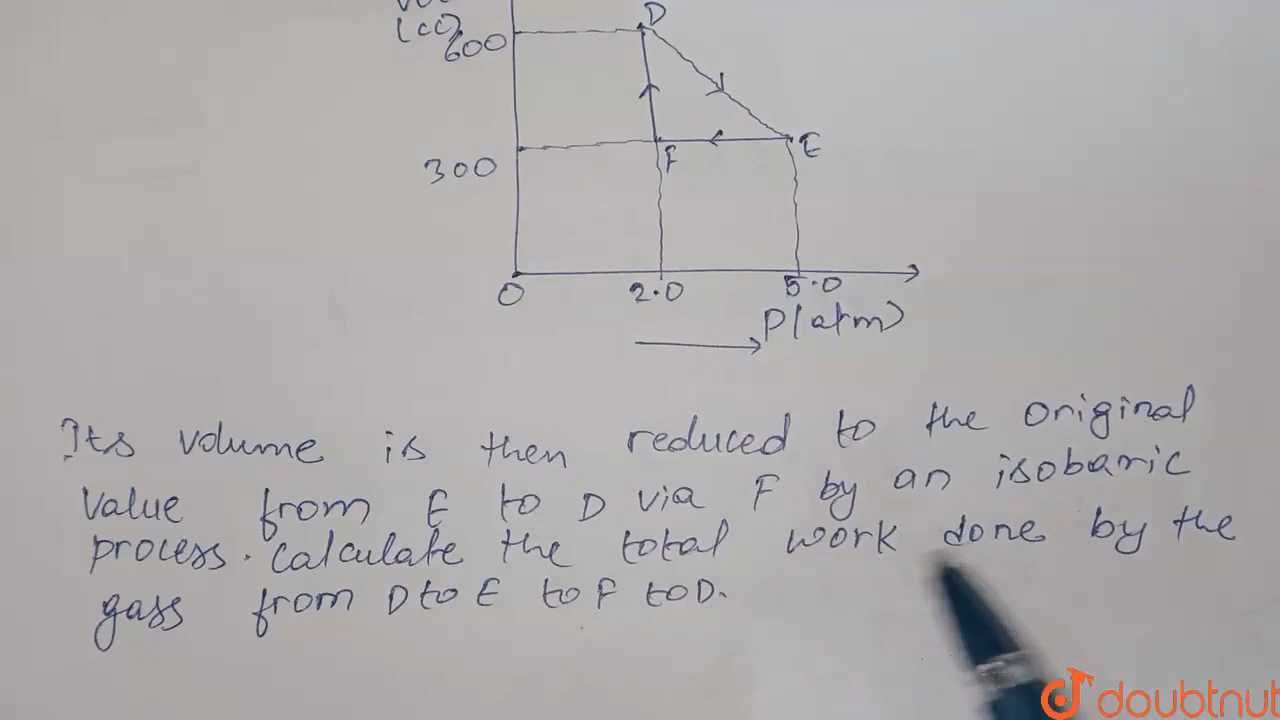 (cc)
600
D
300
F
E
0
2.0
5.0
P(atm)
Its volume is then reduced to the original
value from E to D via F by an isobaric
process. Calculate the total work done by the
gass from D to E to F to D.
doubtnut